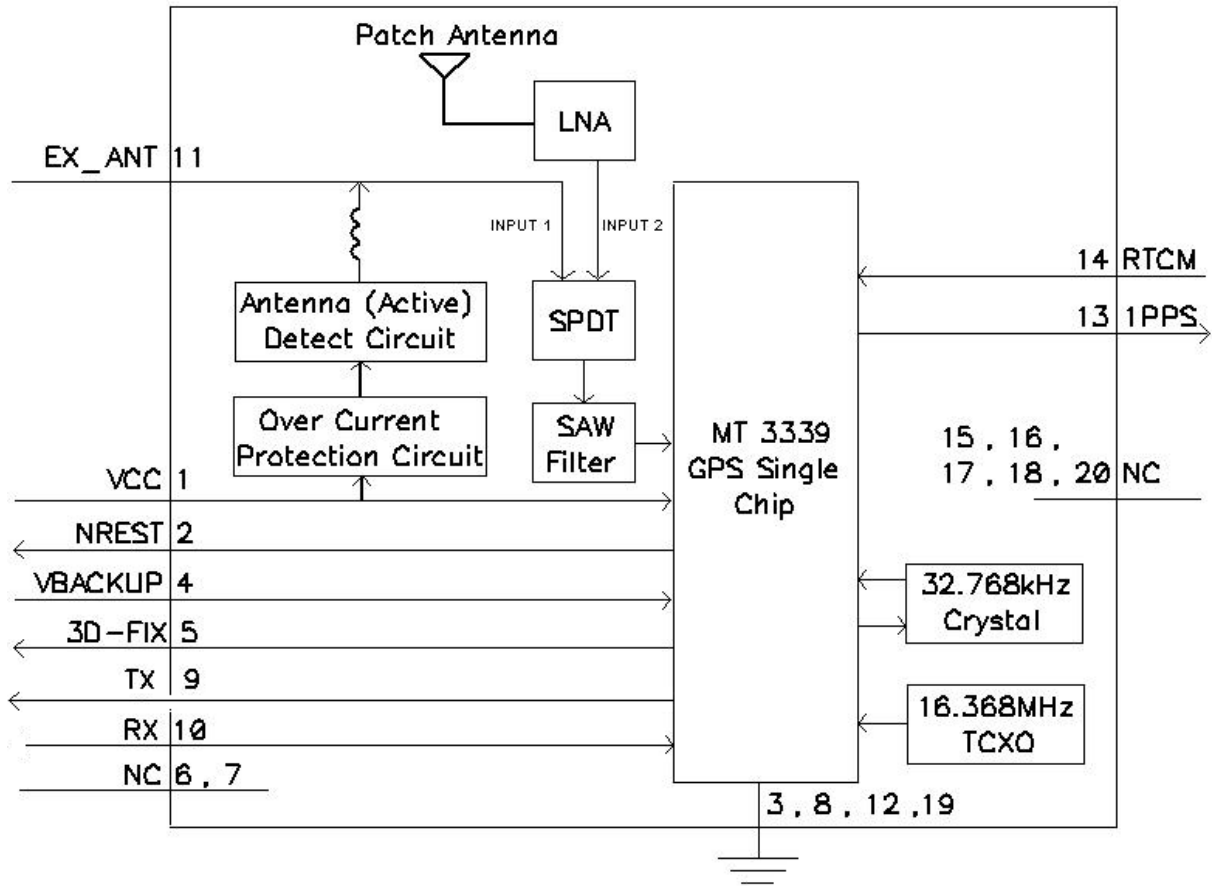 Patch Antenna
LNA
EX_ANT 11
INPUT 1
INPUT 2
14 RTCM
Antenna (Active)
Detect Circuit
SPDT
13 1PPS
Over Current
Protection Circuit
SAW
Filter
MT 3339
GPS Single
Chip
15, 16,
17, 18, 20 NC
VCC 1
NREST 2
VBACKUP 4
32.768kHz
Crystal
3D-FIX 5
TX 9
16.368MHz
TCXO
RX 10
NC 6, 7
3, 8, 12, 19